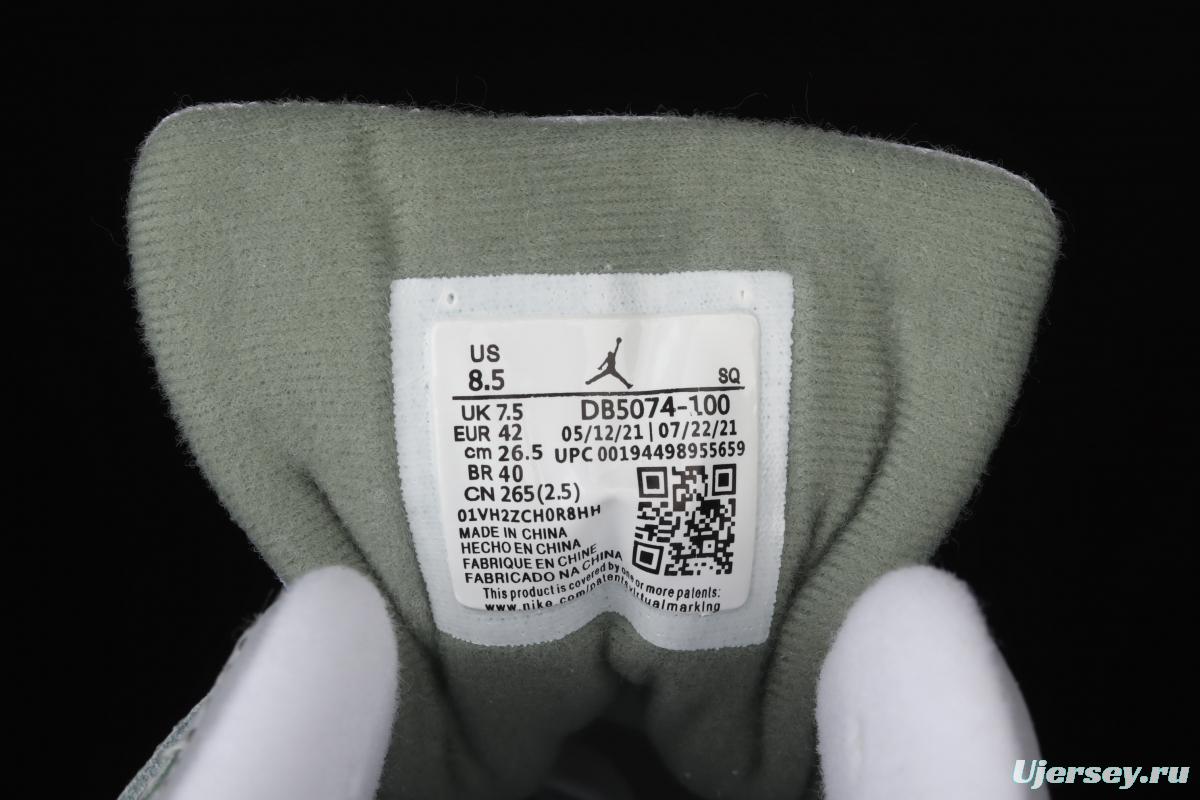 US
8.5
SQ
UK 7.5
DB5074-100
EUR 42
05/12/21 | 07/22/21
cm 26.5
UPC 00194498955659
BR 40
CN 265(2.5)
01VH2ZCH0R8HH
MADE IN CHINA
HECHO EN CHINA
FABRIQUE EN CHINE
FABRICADO NA CHINA
This product is covered by one or more patents:
www.nike.com/patents-virtualmarking
Ujersey.ru